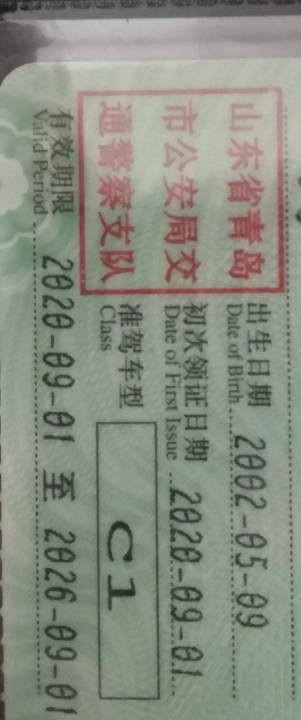 山东省青岛
市公安局交
通警察支队
出生日期 2002-05-09
Date of Birth
初次领证日期 2020-09-01
Date of First Issue
准驾车型 C1
Class
有效期限 2020-09-01 至 2026-09-01
Valid Period